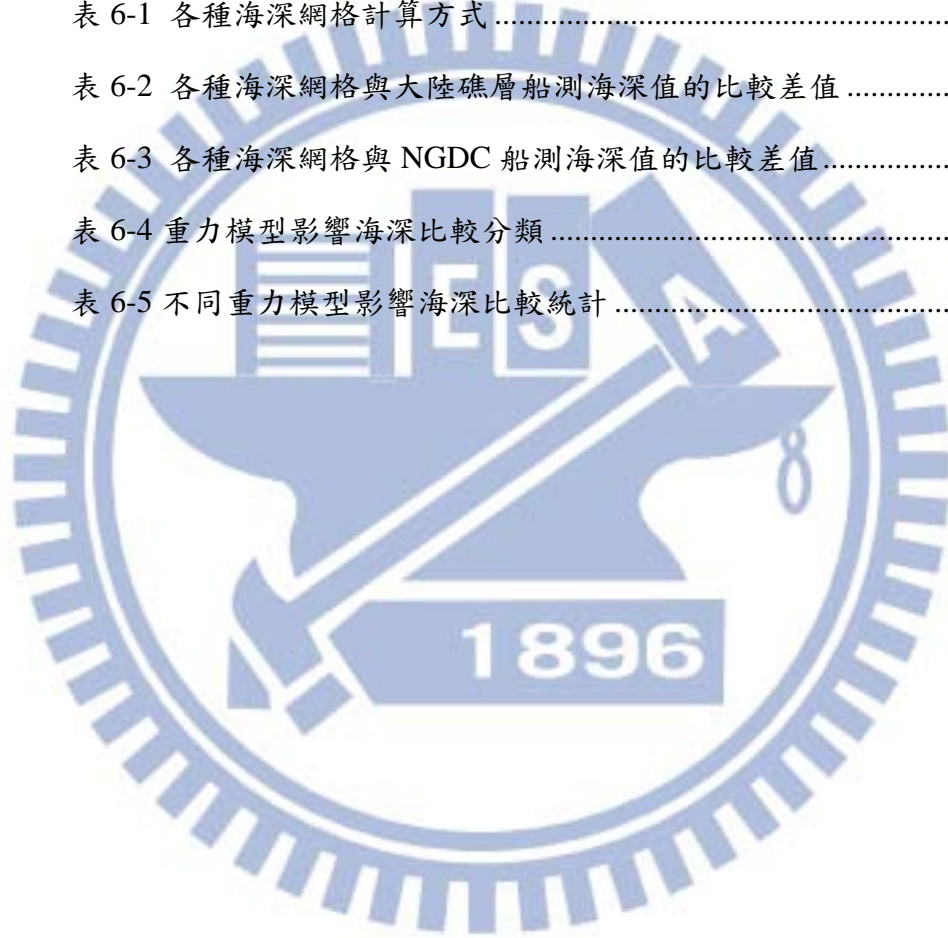 表 6-1 各種海深網格計算方式 ................................................
表 6-2 各種海深網格與大陸礁層船測海深值的比較差值 .............
表 6-3 各種海深網格與 NGDC 船測海深值的比較差值 ................
表 6-4 重力模型影響海深比較分類 ..........................................
表 6-5 不同重力模型影響海深比較統計 ...................................
E S A
1896